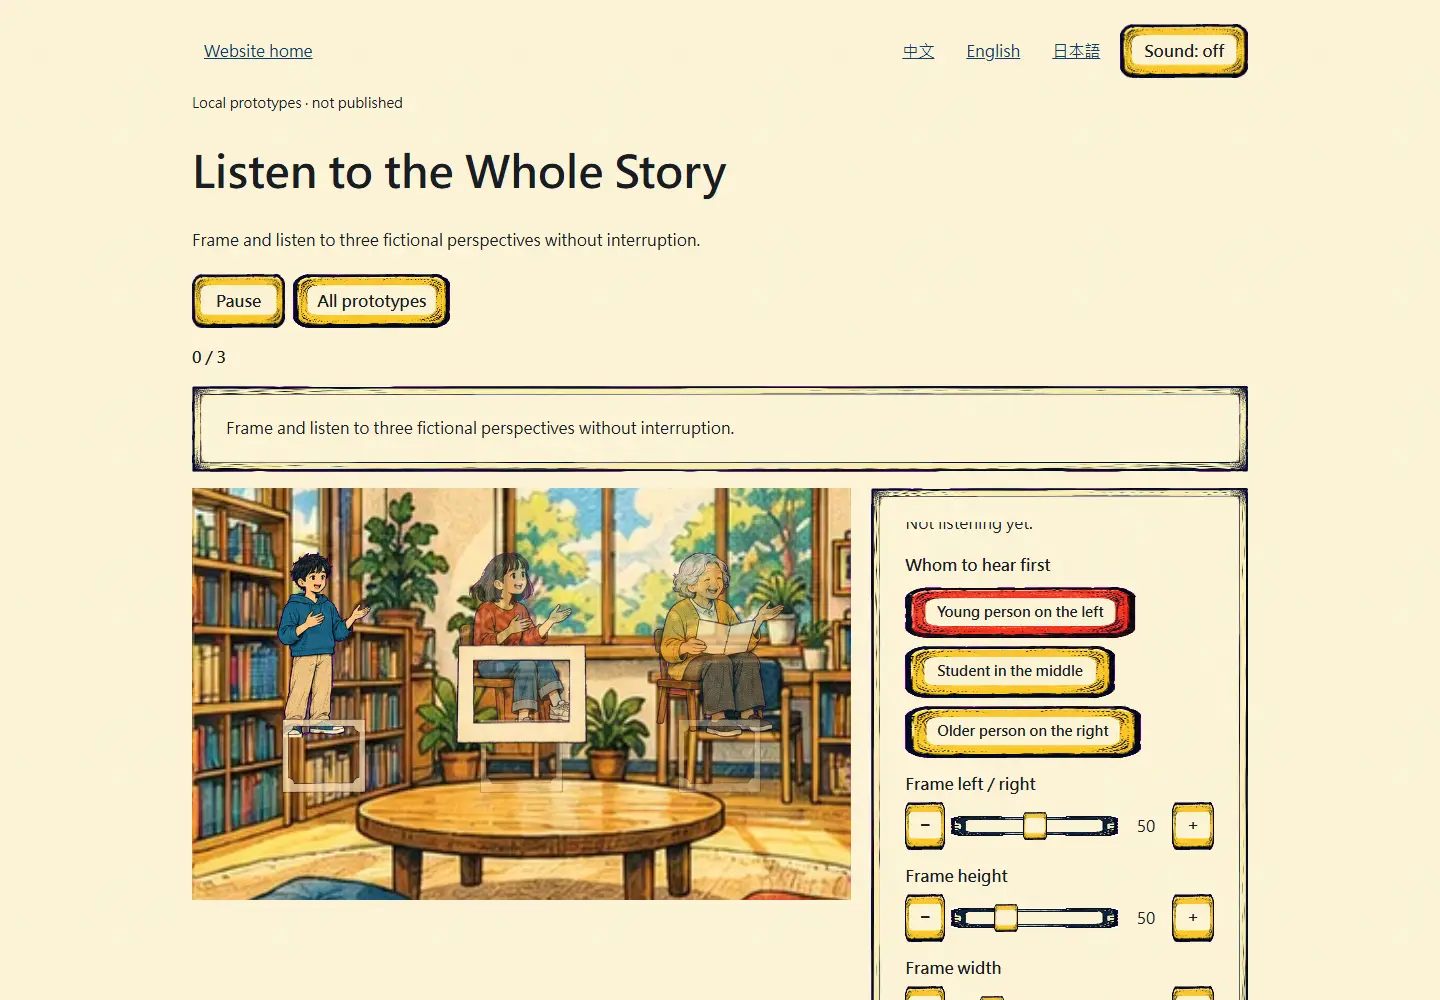 Website home
中文
English
日本語
Sound: off
Local prototypes · not published
Listen to the Whole Story
Frame and listen to three fictional perspectives without interruption.
Pause
All prototypes
0 / 3
Frame and listen to three fictional perspectives without interruption.
Not listening yet.
Whom to hear first
Young person on the left
Student in the middle
Older person on the right
Frame left / right
−
50
+
Frame height
−
50
+
Frame width